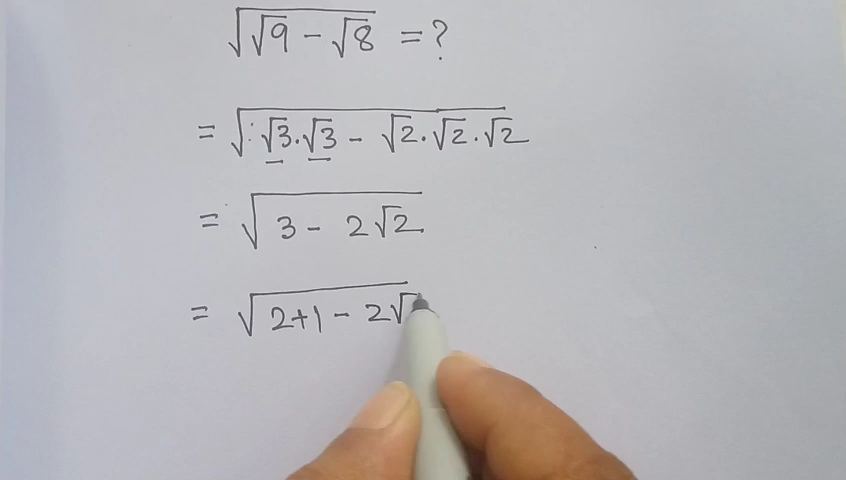 √(√9 - √8) = ?
= √(√3.√3 - √2.√2.√2)
= √(3 - 2√2)
= √(2+1 - 2√